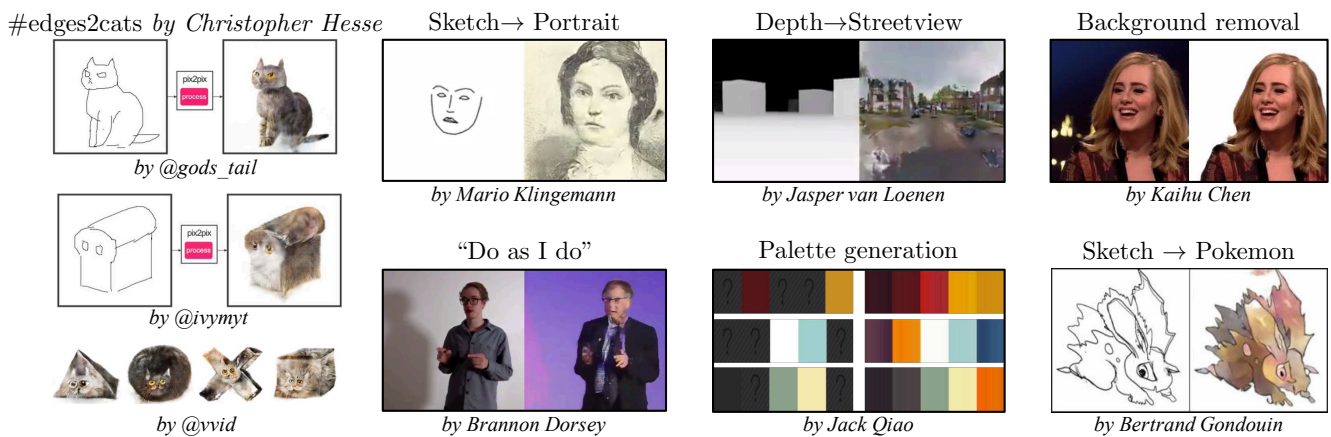 #edges2cats by Christopher Hesse
pix2pix
process
by @gods_tail
pix2pix
process
by @ivymyt
by @vvid
Sketch→ Portrait
by Mario Klingemann
Depth→Streetview
by Jasper van Loenen
Background removal
by Kaihu Chen
“Do as I do”
by Brannon Dorsey
Palette generation
? ? ?
? ? ?
? ?
by Jack Qiao
Sketch → Pokemon
by Bertrand Gondouin